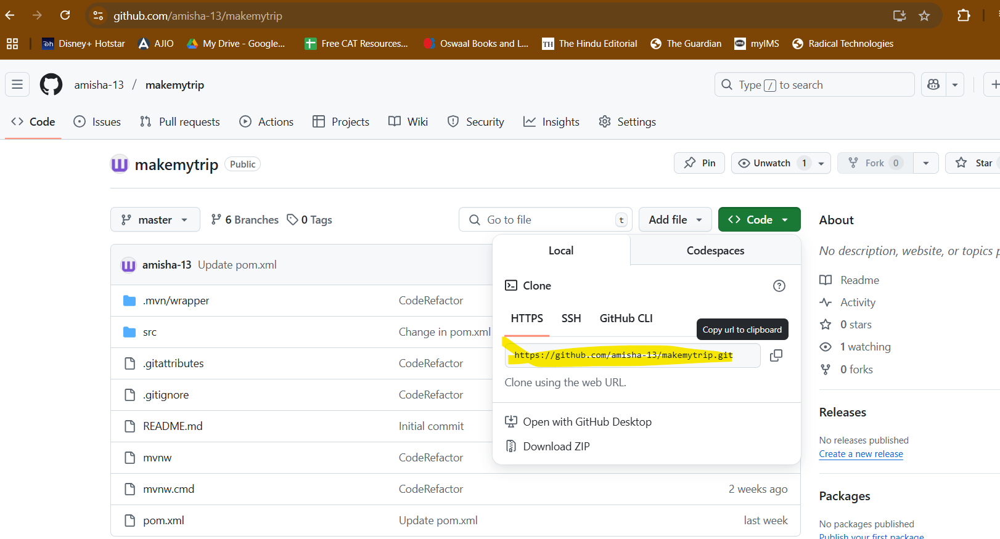 github.com/amisha-13/makemytrip
Disney+ Hotstar AJIO My Drive - Google... Free CAT Resources... Oswaal Books and L... TH The Hindu Editorial The Guardian ims myIMS Radical Technologies
amisha-13 / makemytrip Type / to search
Code Issues Pull requests Actions Projects Wiki Security Insights Settings
makemytrip Public Pin Unwatch 1 Fork 0 Star
master 6 Branches 0 Tags Go to file t Add file Code
About
Local Codespaces
No description, website, or topics p
amisha-13 Update pom.xml
Clone
Readme
.mvn/wrapper CodeRefactor
Activity
HTTPS SSH GitHub CLI
0 stars
Copy url to clipboard
src Change in pom.xml
1 watching
https://github.com/amisha-13/makemytrip.git
.gitattributes CodeRefactor
0 forks
Clone using the web URL.
.gitignore CodeRefactor
Releases
Open with GitHub Desktop
README.md Initial commit
No releases published
Download ZIP
Create a new release
mvnw CodeRefactor
mvnw.cmd CodeRefactor 2 weeks ago
Packages
pom.xml Update pom.xml last week
No packages published
Publish your first package